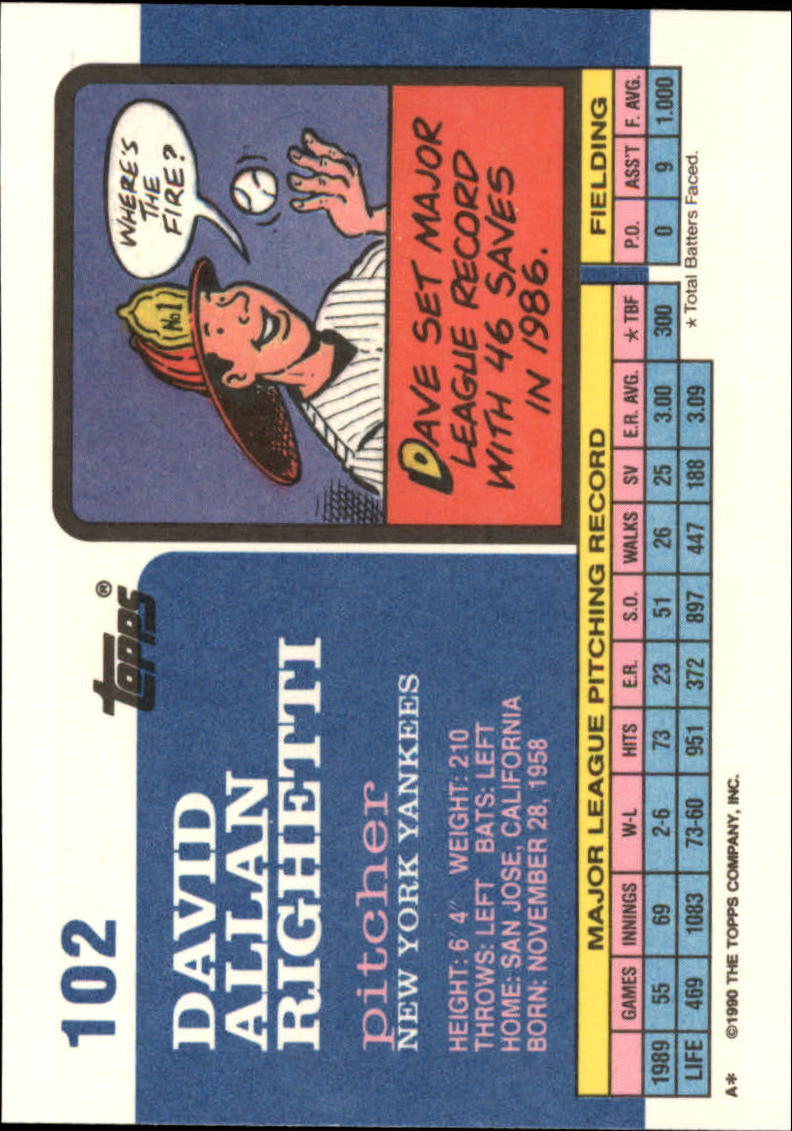 102
topps®
DAVID
ALLAN
RIGHETTI
pitcher
NEW YORK YANKEES
HEIGHT: 6' 4" WEIGHT: 210
THROWS: LEFT BATS: LEFT
HOME: SAN JOSE, CALIFORNIA
BORN: NOVEMBER 28, 1958
WHERE'S
THE
FIRE?
No1
DAVE SET MAJOR
LEAGUE RECORD
WITH 46 SAVES
IN 1986.
MAJOR LEAGUE PITCHING RECORD FIELDING
GAMES INNINGS W-L HITS E.R. S.O. WALKS SV E.R. AVG. ★TBF P.O. ASS'T F. AVG.
1989 55 69 2-6 73 23 51 26 25 3.00 300 0 9 1.000
LIFE 469 1083 73-60 951 372 897 447 188 3.09
★Total Batters Faced.
A* ©1990 THE TOPPS COMPANY, INC.